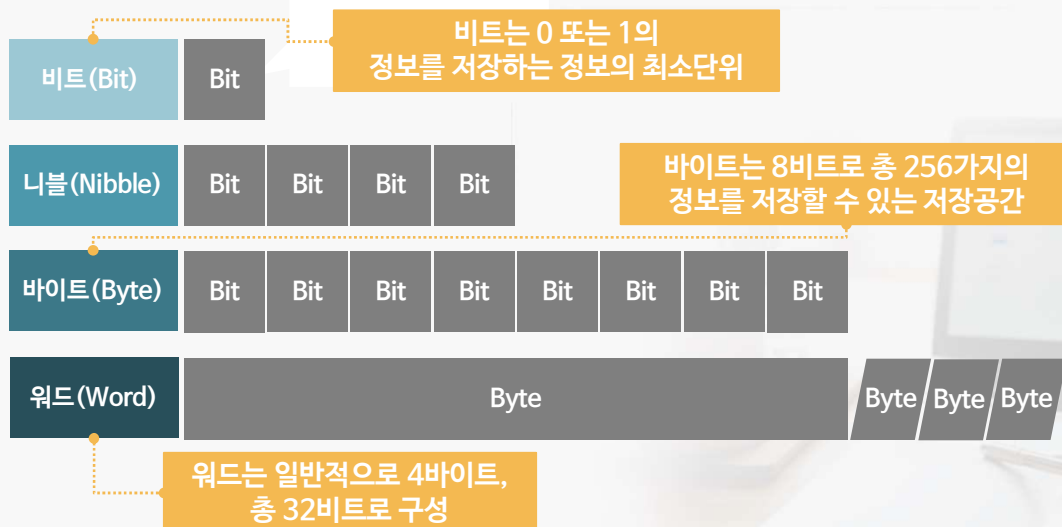 비트는 0 또는 1의
정보를 저장하는 정보의 최소단위
비트(Bit) Bit
니블(Nibble) Bit Bit Bit Bit
바이트는 8비트로 총 256가지의
정보를 저장할 수 있는 저장공간
바이트(Byte) Bit Bit Bit Bit Bit Bit Bit Bit
워드(Word) Byte Byte Byte Byte
워드는 일반적으로 4바이트,
총 32비트로 구성